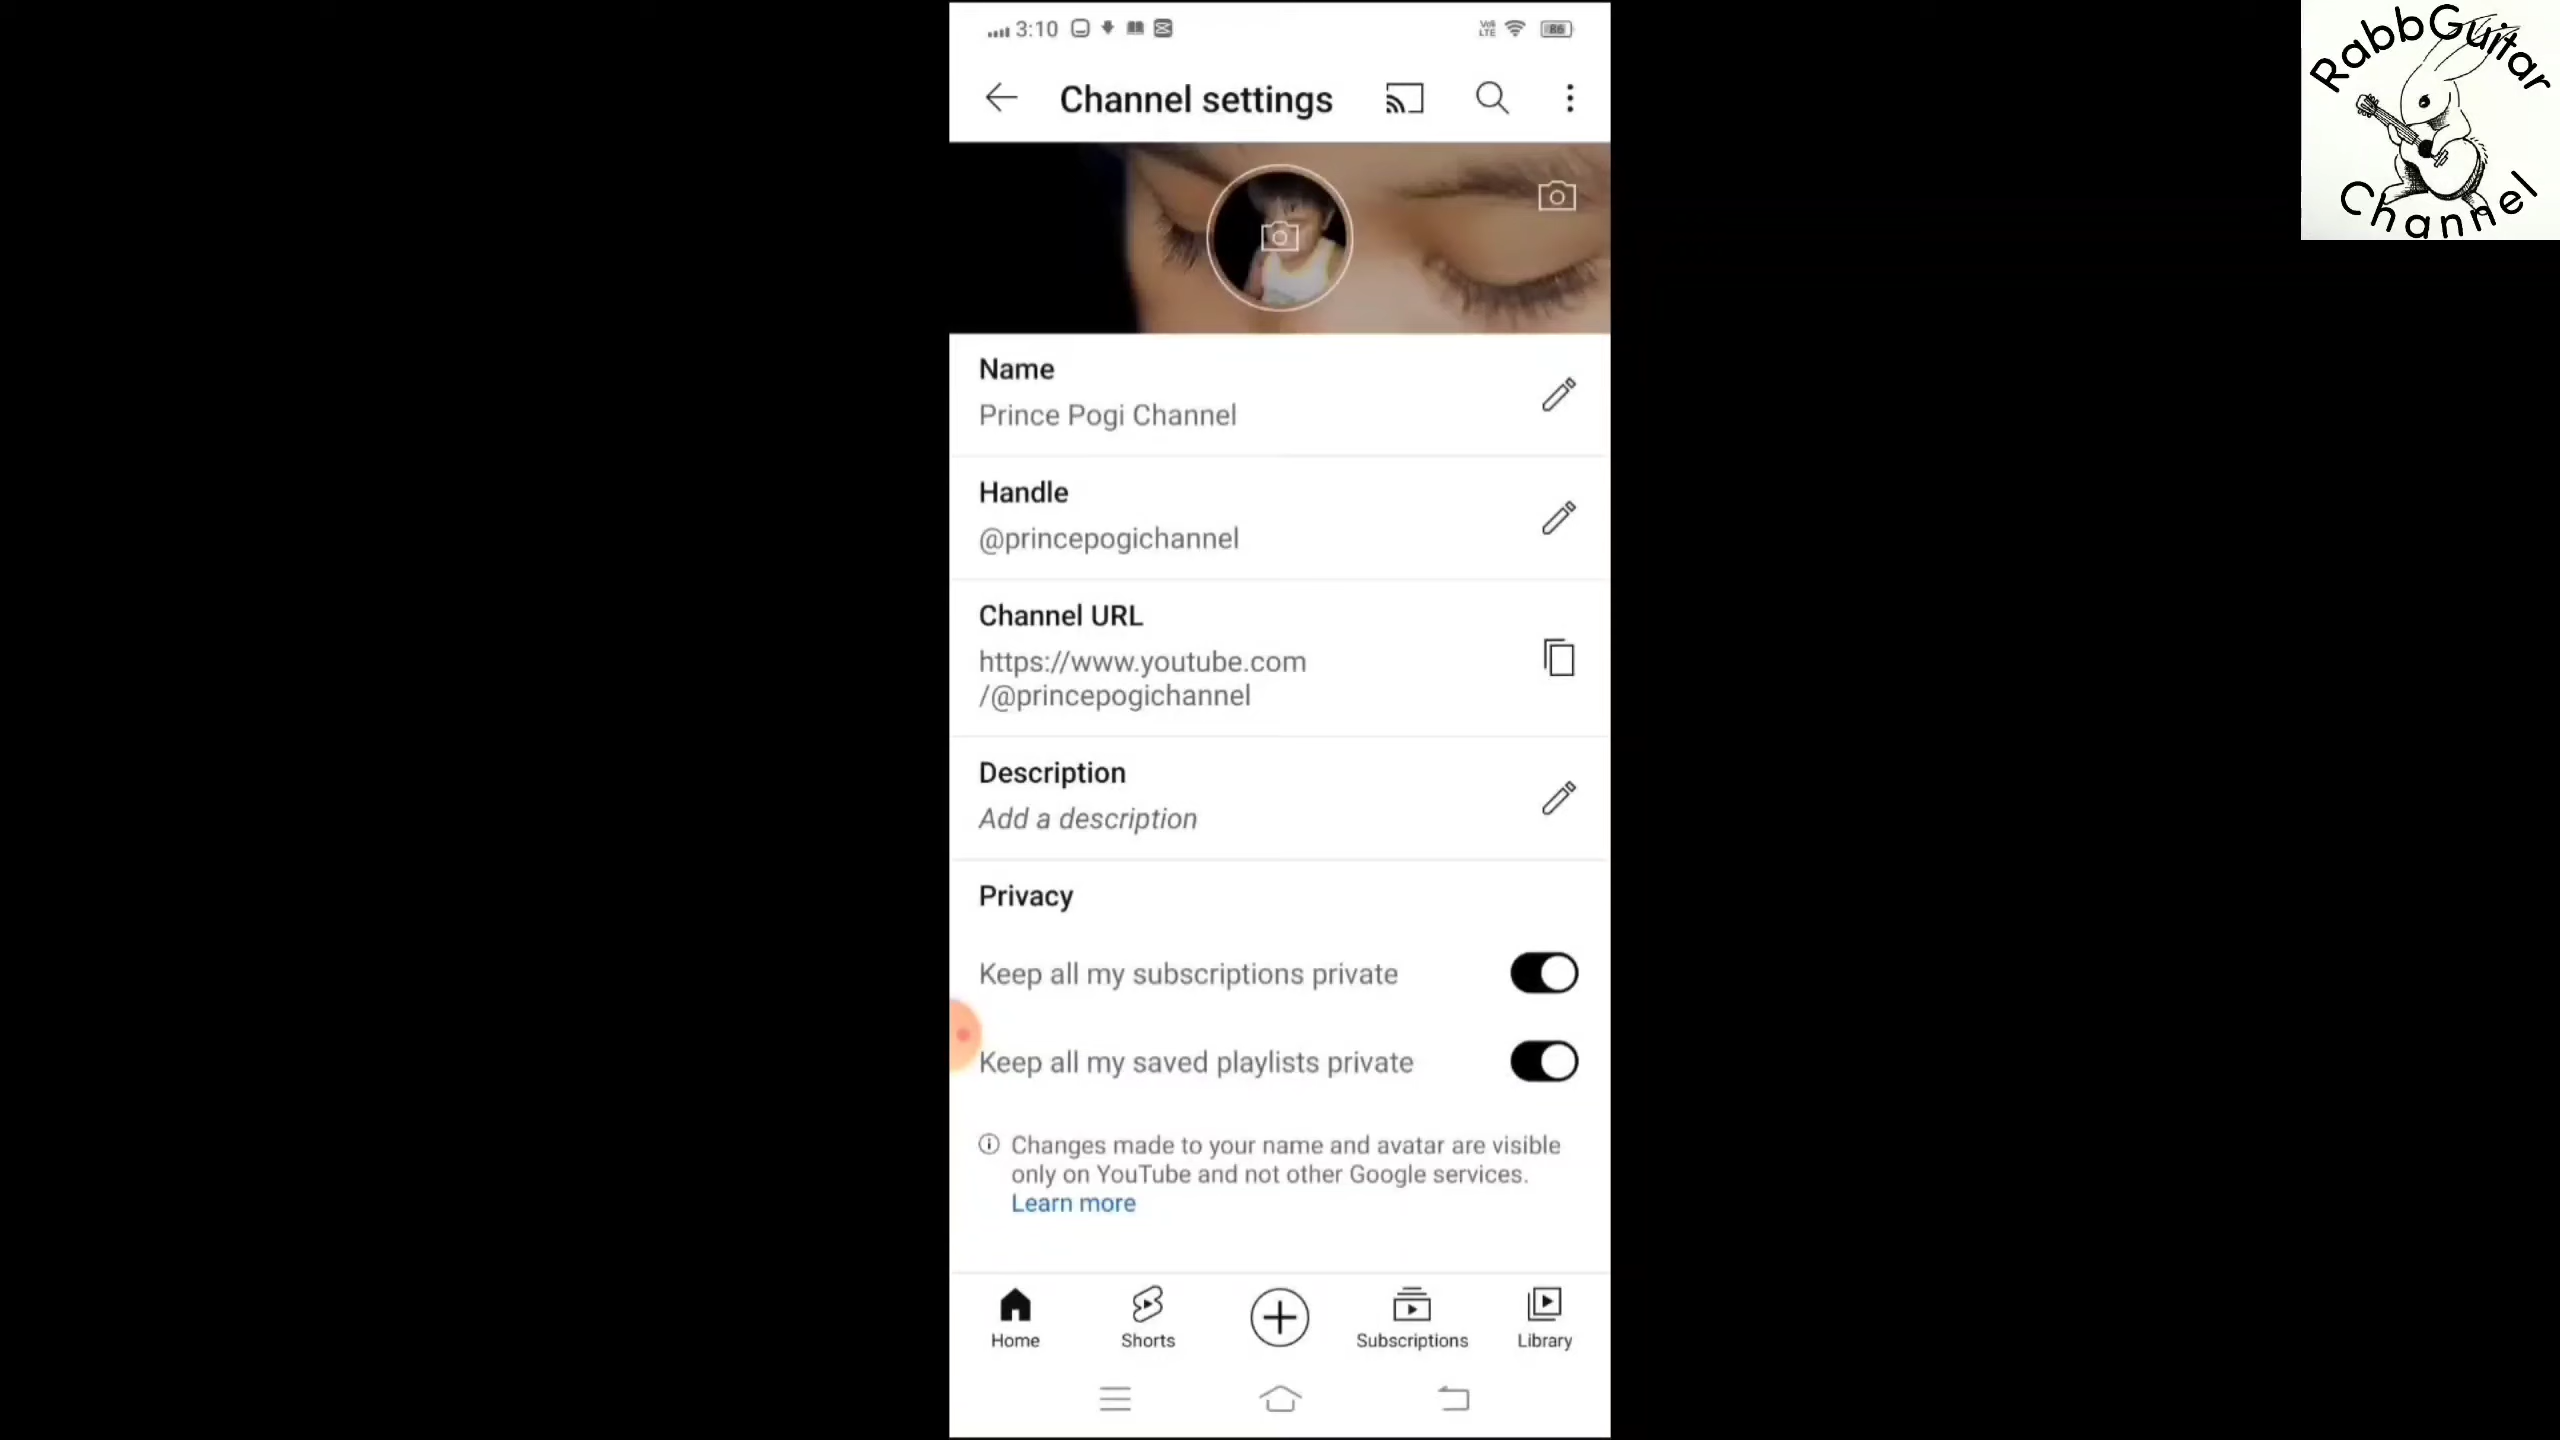 3:10
VoLTE
86
Channel settings
Name
Prince Pogi Channel
Handle
@princepogichannel
Channel URL
https://www.youtube.com
/@princepogichannel
Description
Add a description
Privacy
Keep all my subscriptions private
Keep all my saved playlists private
Changes made to your name and avatar are visible
only on YouTube and not other Google services.
Learn more
Home
Shorts
Subscriptions
Library
RabbGuitar
Channel